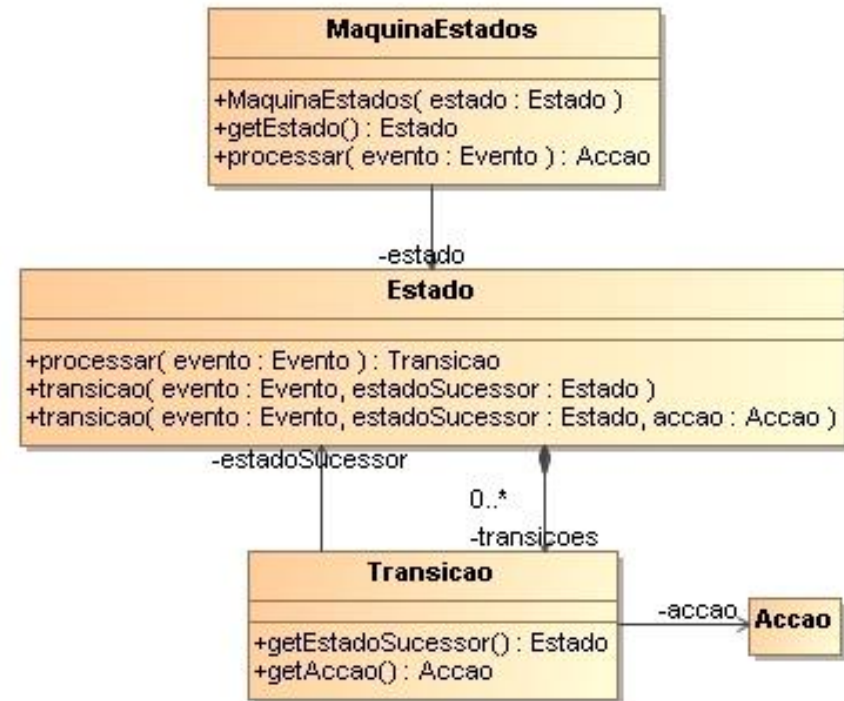 MaquinaEstados
+MaquinaEstados( estado : Estado )
+getEstado() : Estado
+processar( evento : Evento ) : Accao
-estado
Estado
+processar( evento : Evento ) : Transicao
+transicao( evento : Evento, estadoSucessor : Estado )
+transicao( evento : Evento, estadoSucessor : Estado, accao : Accao )
-estadoSucessor
0..*
-transicoes
Transicao
+getEstadoSucessor() : Estado
+getAccao() : Accao
-accao
Accao